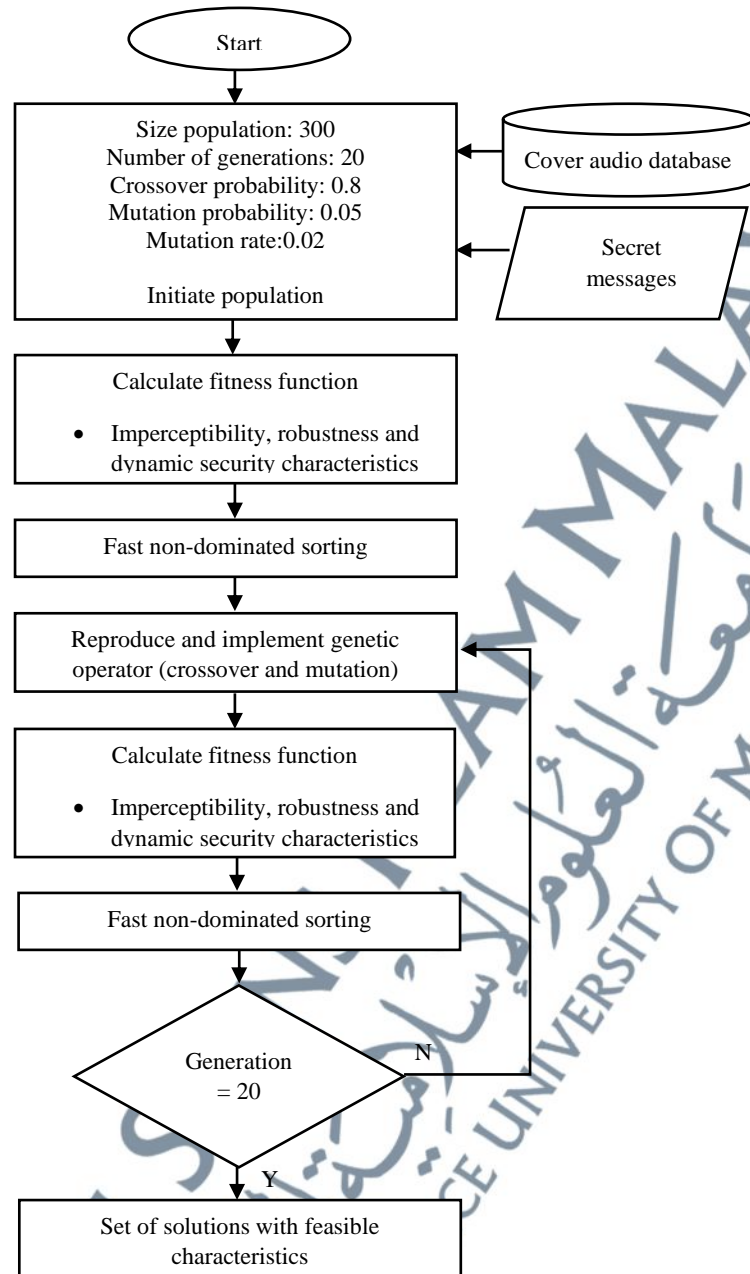 Start
Size population: 300
Number of generations: 20
Crossover probability: 0.8
Mutation probability: 0.05
Mutation rate:0.02
Initiate population
Cover audio database
Secret
messages
Calculate fitness function
• Imperceptibility, robustness and
dynamic security characteristics
Fast non-dominated sorting
Reproduce and implement genetic
operator (crossover and mutation)
Calculate fitness function
• Imperceptibility, robustness and
dynamic security characteristics
Fast non-dominated sorting
Generation
= 20
N
Y
Set of solutions with feasible
characteristics
UNIVERSITY OF